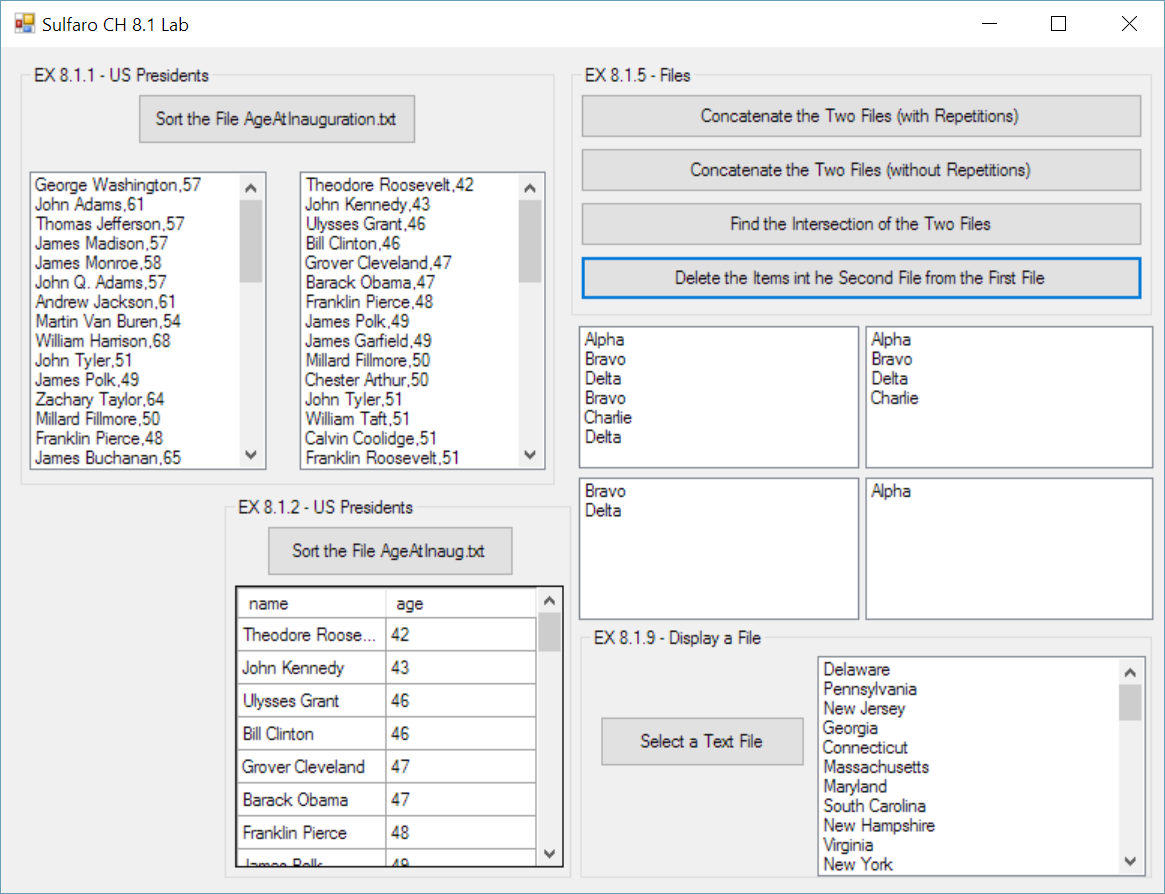 Sulfaro CH 8.1 Lab
EX 8.1.1 - US Presidents
Sort the File AgeAtInauguration.txt
George Washington,57
John Adams,61
Thomas Jefferson,57
James Madison,57
James Monroe,58
John Q. Adams,57
Andrew Jackson,61
Martin Van Buren,54
William Harrison,68
John Tyler,51
James Polk,49
Zachary Taylor,64
Millard Fillmore,50
Franklin Pierce,48
James Buchanan,65
Theodore Roosevelt,42
John Kennedy,43
Ulysses Grant,46
Bill Clinton,46
Grover Cleveland,47
Barack Obama,47
Franklin Pierce,48
James Polk,49
James Garfield,49
Millard Fillmore,50
Chester Arthur,50
John Tyler,51
William Taft,51
Calvin Coolidge,51
Franklin Roosevelt,51
EX 8.1.2 - US Presidents
Sort the File AgeAtInaug.txt
name age
Theodore Roose... 42
John Kennedy 43
Ulysses Grant 46
Bill Clinton 46
Grover Cleveland 47
Barack Obama 47
Franklin Pierce 48
James Polk 49
EX 8.1.5 - Files
Concatenate the Two Files (with Repetitions)
Concatenate the Two Files (without Repetitions)
Find the Intersection of the Two Files
Delete the Items int he Second File from the First File
Alpha
Bravo
Delta
Bravo
Charlie
Delta
Alpha
Bravo
Delta
Charlie
Bravo
Delta
Alpha
EX 8.1.9 - Display a File
Select a Text File
Delaware
Pennsylvania
New Jersey
Georgia
Connecticut
Massachusetts
Maryland
South Carolina
New Hampshire
Virginia
New York